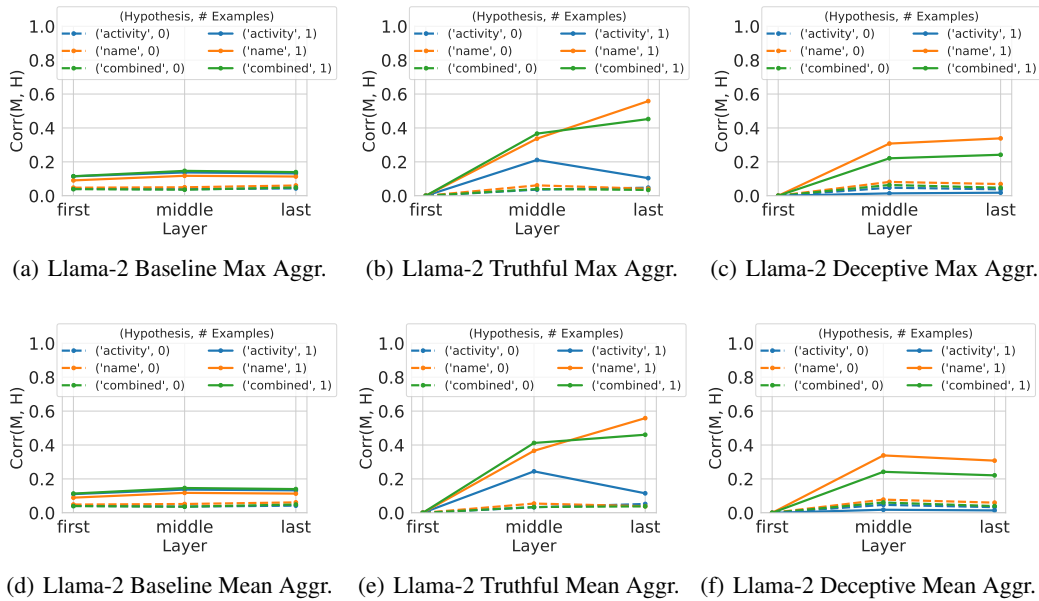 (Hypothesis, # Examples)
('activity', 0) ('activity', 1)
('name', 0) ('name', 1)
('combined', 0) ('combined', 1)
1.0
0.8
0.6
0.4
0.2
0.0
Corr(M, H)
first middle last
Layer
(a) Llama-2 Baseline Max Aggr.
(Hypothesis, # Examples)
('activity', 0) ('activity', 1)
('name', 0) ('name', 1)
('combined', 0) ('combined', 1)
1.0
0.8
0.6
0.4
0.2
0.0
Corr(M, H)
first middle last
Layer
(b) Llama-2 Truthful Max Aggr.
(Hypothesis, # Examples)
('activity', 0) ('activity', 1)
('name', 0) ('name', 1)
('combined', 0) ('combined', 1)
1.0
0.8
0.6
0.4
0.2
0.0
Corr(M, H)
first middle last
Layer
(c) Llama-2 Deceptive Max Aggr.
(Hypothesis, # Examples)
('activity', 0) ('activity', 1)
('name', 0) ('name', 1)
('combined', 0) ('combined', 1)
1.0
0.8
0.6
0.4
0.2
0.0
Corr(M, H)
first middle last
Layer
(d) Llama-2 Baseline Mean Aggr.
(Hypothesis, # Examples)
('activity', 0) ('activity', 1)
('name', 0) ('name', 1)
('combined', 0) ('combined', 1)
1.0
0.8
0.6
0.4
0.2
0.0
Corr(M, H)
first middle last
Layer
(e) Llama-2 Truthful Mean Aggr.
(Hypothesis, # Examples)
('activity', 0) ('activity', 1)
('name', 0) ('name', 1)
('combined', 0) ('combined', 1)
1.0
0.8
0.6
0.4
0.2
0.0
Corr(M, H)
first middle last
Layer
(f) Llama-2 Deceptive Mean Aggr.